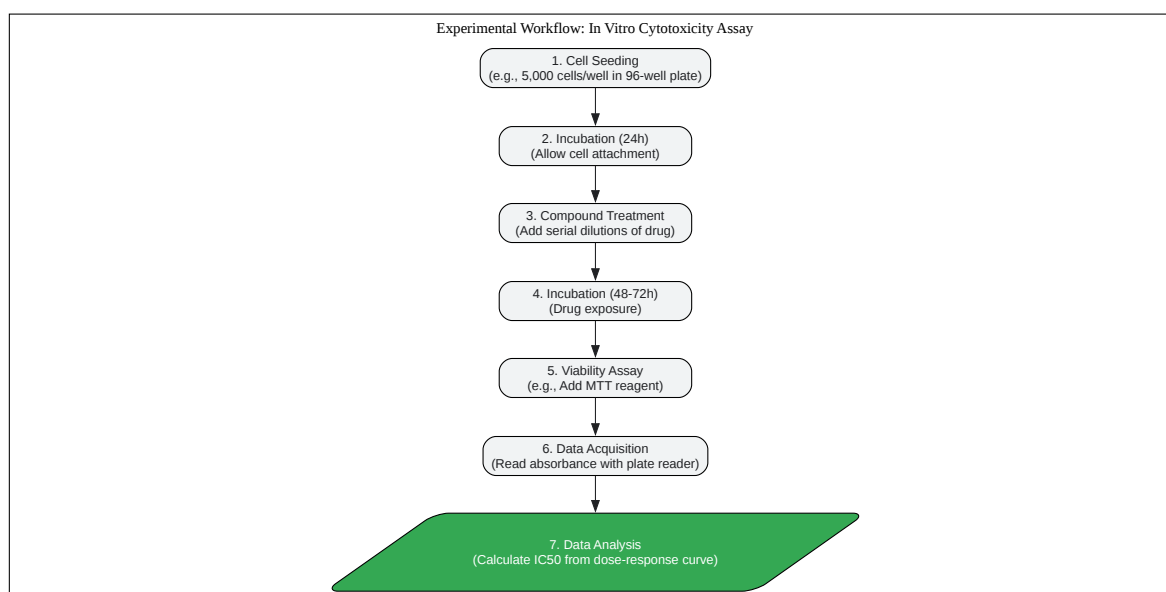 Experimental Workflow: In Vitro Cytotoxicity Assay
1. Cell Seeding
(e.g., 5,000 cells/well in 96-well plate)
2. Incubation (24h)
(Allow cell attachment)
3. Compound Treatment
(Add serial dilutions of drug)
4. Incubation (48-72h)
(Drug exposure)
5. Viability Assay
(e.g., Add MTT reagent)
6. Data Acquisition
(Read absorbance with plate reader)
7. Data Analysis
(Calculate IC50 from dose-response curve)